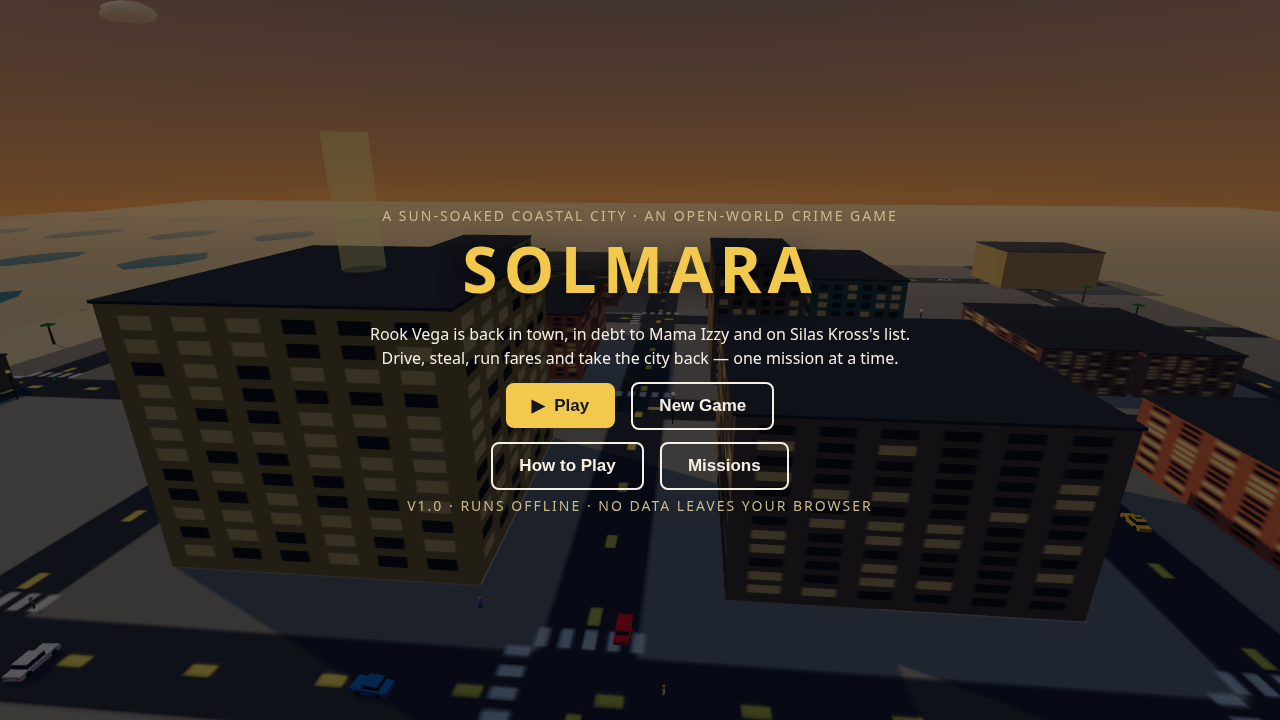 A SUN-SOAKED COASTAL CITY · AN OPEN-WORLD CRIME GAME
SOLMARA
Rook Vega is back in town, in debt to Mama Izzy and on Silas Kross's list.
Drive, steal, run fares and take the city back — one mission at a time.
▶ Play
New Game
How to Play
Missions
V1.0 · RUNS OFFLINE · NO DATA LEAVES YOUR BROWSER